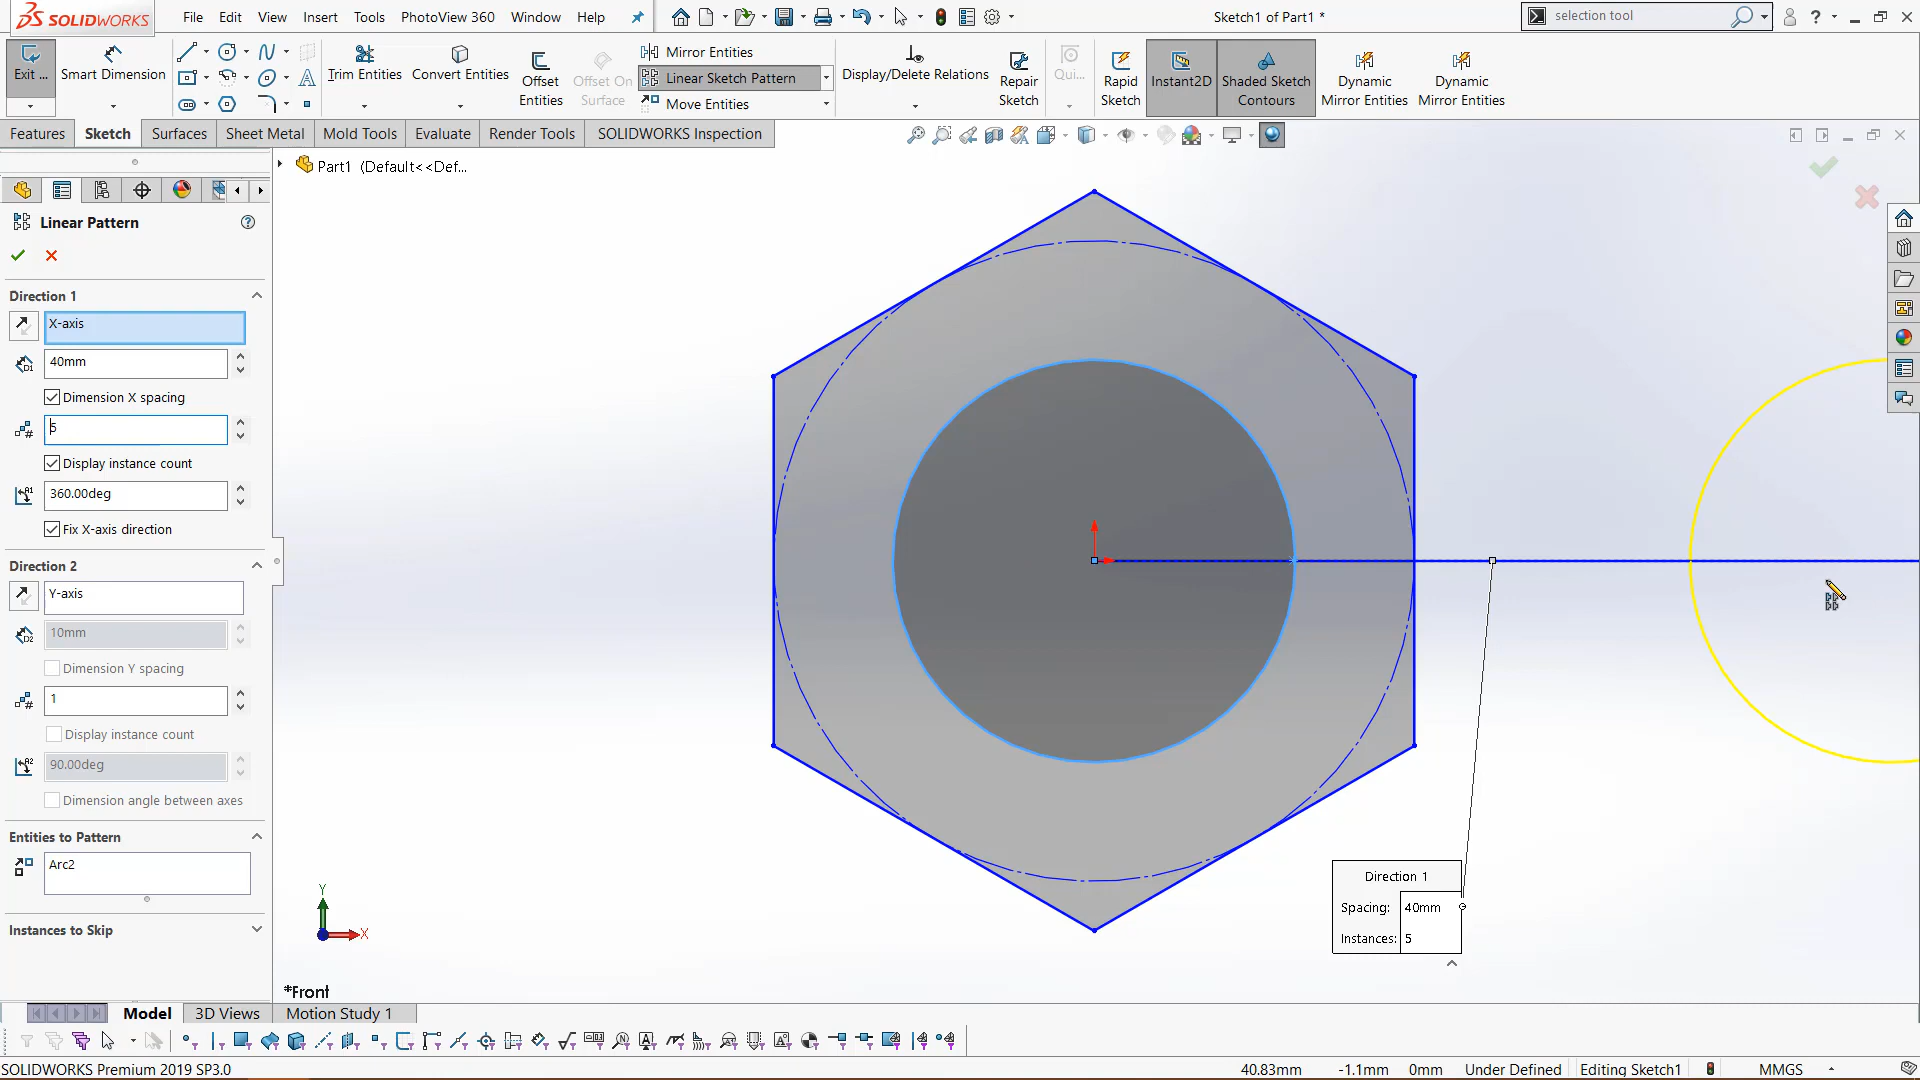 SOLIDWORKS File Edit View Insert Tools PhotoView 360 Window Help Sketch1 of Part1 * selection tool ?
Exit ... Smart Dimension Trim Entities Convert Entities Offset Entities Offset On Surface Mirror Entities Linear Sketch Pattern Move Entities Display/Delete Relations Repair Sketch Qui... Rapid Sketch Instant2D Shaded Sketch Contours Dynamic Mirror Entities Dynamic Mirror Entities
Features Sketch Surfaces Sheet Metal Mold Tools Evaluate Render Tools SOLIDWORKS Inspection
Part1 (Default<<Def...
Linear Pattern
Direction 1
X-axis
40mm
Dimension X spacing
5
Display instance count
360.00deg
Fix X-axis direction
Direction 2
Y-axis
10mm
Dimension Y spacing
1
Display instance count
90.00deg
Dimension angle between axes
Entities to Pattern
Arc2
Instances to Skip
Direction 1
Spacing: 40mm
Instances: 5
Y
X
*Front
Model 3D Views Motion Study 1
SOLIDWORKS Premium 2019 SP3.0 40.83mm -1.1mm 0mm Under Defined Editing Sketch1 MMGS